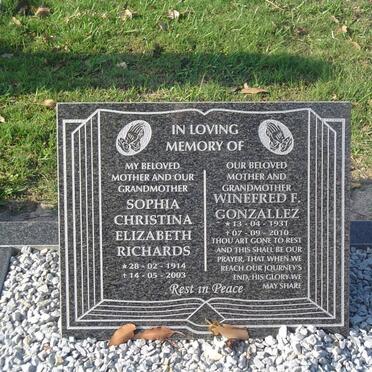 IN LOVING
MEMORY OF
MY BELOVED
MOTHER AND OUR
GRANDMOTHER
SOPHIA
CHRISTINA
ELIZABETH
RICHARDS
* 28 - 02 - 1914
+ 14 - 05 - 2003
OUR BELOVED
MOTHER AND
GRANDMOTHER
WINEFRED F.
GONZALLEZ
* 13 - 04 - 1931
+ 07 - 09 - 2010
THOU ART GONE TO REST
AND THIS SHALL BE OUR
PRAYER, THAT WHEN WE
REACH OUR JOURNEY'S
END, HIS GLORY WE
MAY SHARE
Rest in Peace